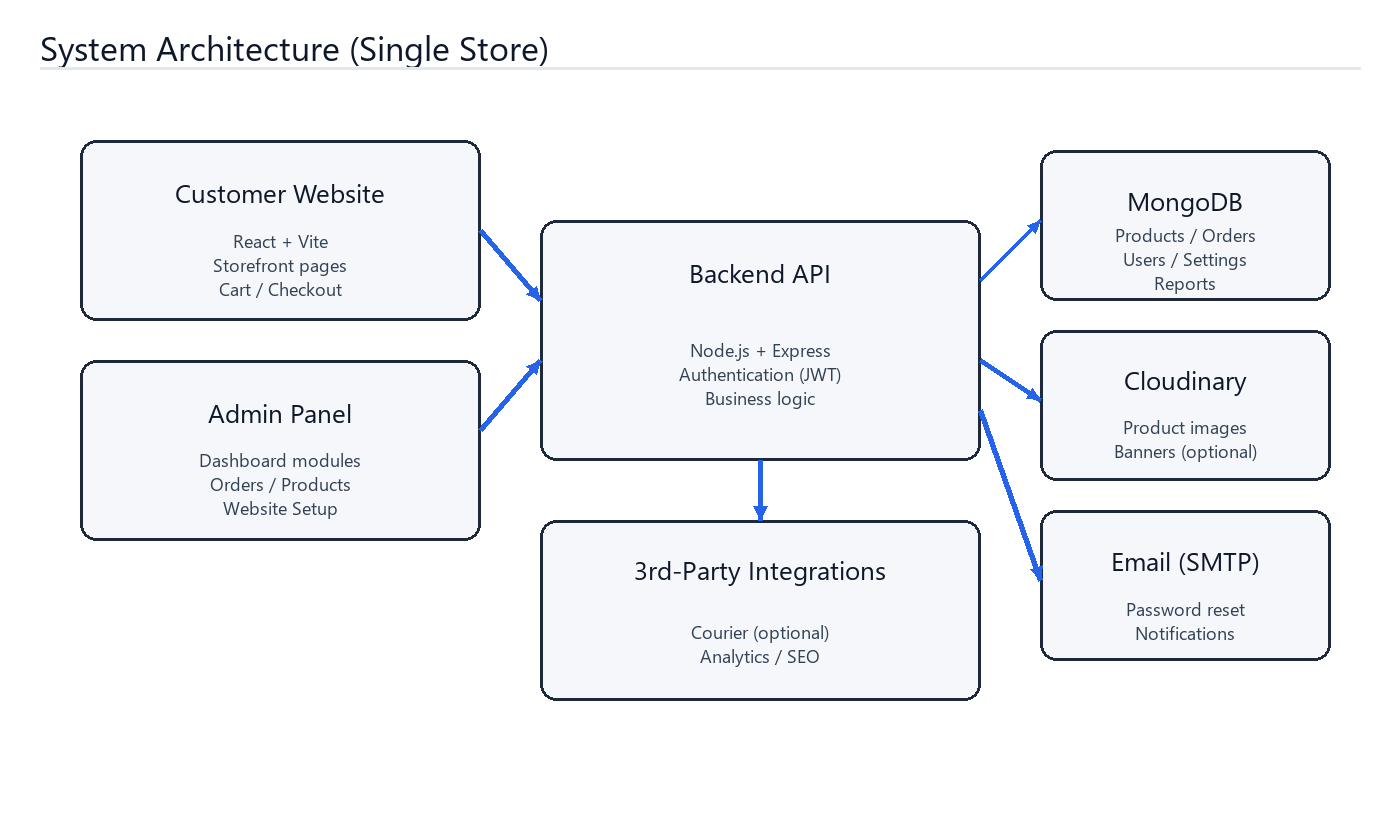 System Architecture (Single Store)
Customer Website
React + Vite
Storefront pages
Cart / Checkout
Admin Panel
Dashboard modules
Orders / Products
Website Setup
Backend API
Node.js + Express
Authentication (JWT)
Business logic
3rd-Party Integrations
Courier (optional)
Analytics / SEO
MongoDB
Products / Orders
Users / Settings
Reports
Cloudinary
Product images
Banners (optional)
Email (SMTP)
Password reset
Notifications